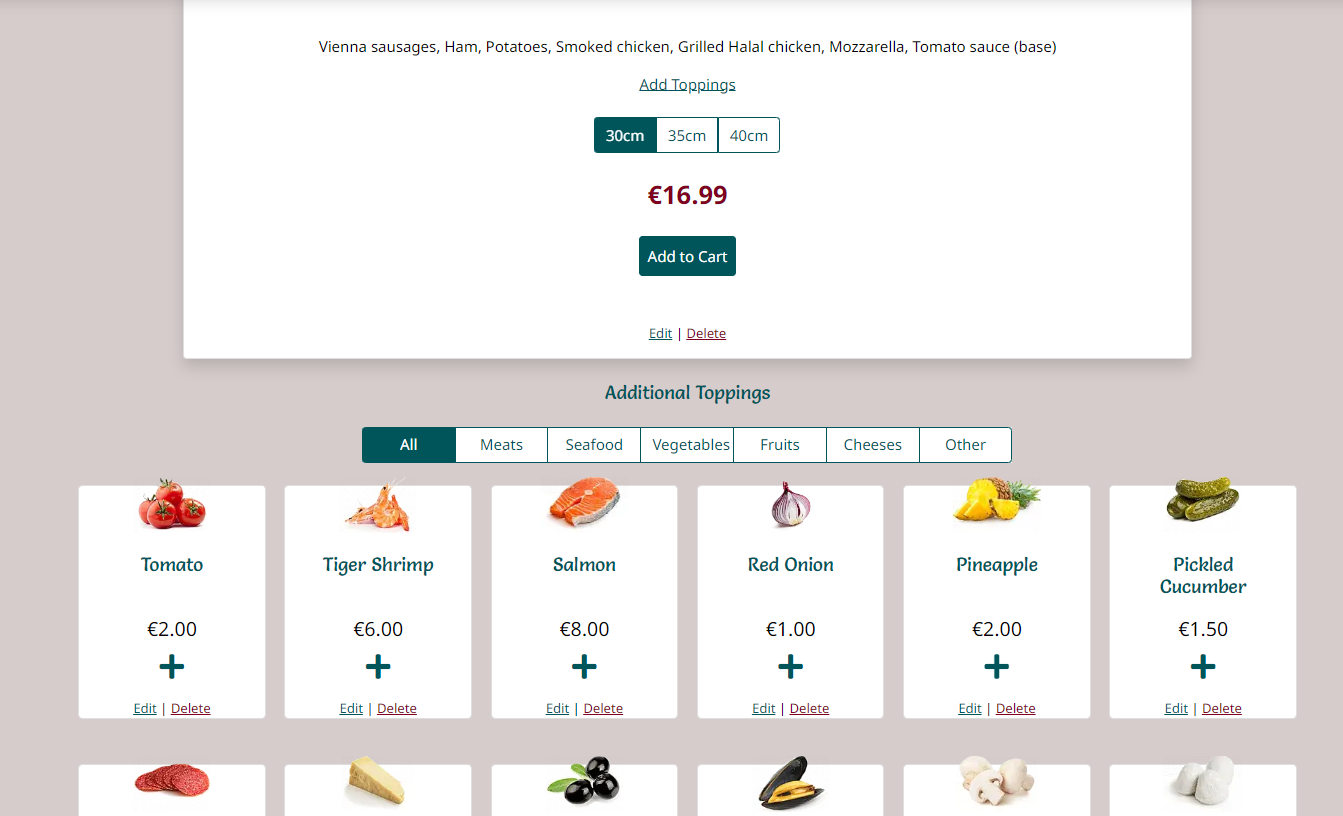 Vienna sausages, Ham, Potatoes, Smoked chicken, Grilled Halal chicken, Mozzarella, Tomato sauce (base)
Add Toppings
30cm 35cm 40cm
€16.99
Add to Cart
Edit | Delete
Additional Toppings
All Meats Seafood Vegetables Fruits Cheeses Other
Tomato Tiger Shrimp Salmon Red Onion Pineapple Pickled
Cucumber
€2.00 €6.00 €8.00 €1.00 €2.00 €1.50
Edit | Delete Edit | Delete Edit | Delete Edit | Delete Edit | Delete Edit | Delete